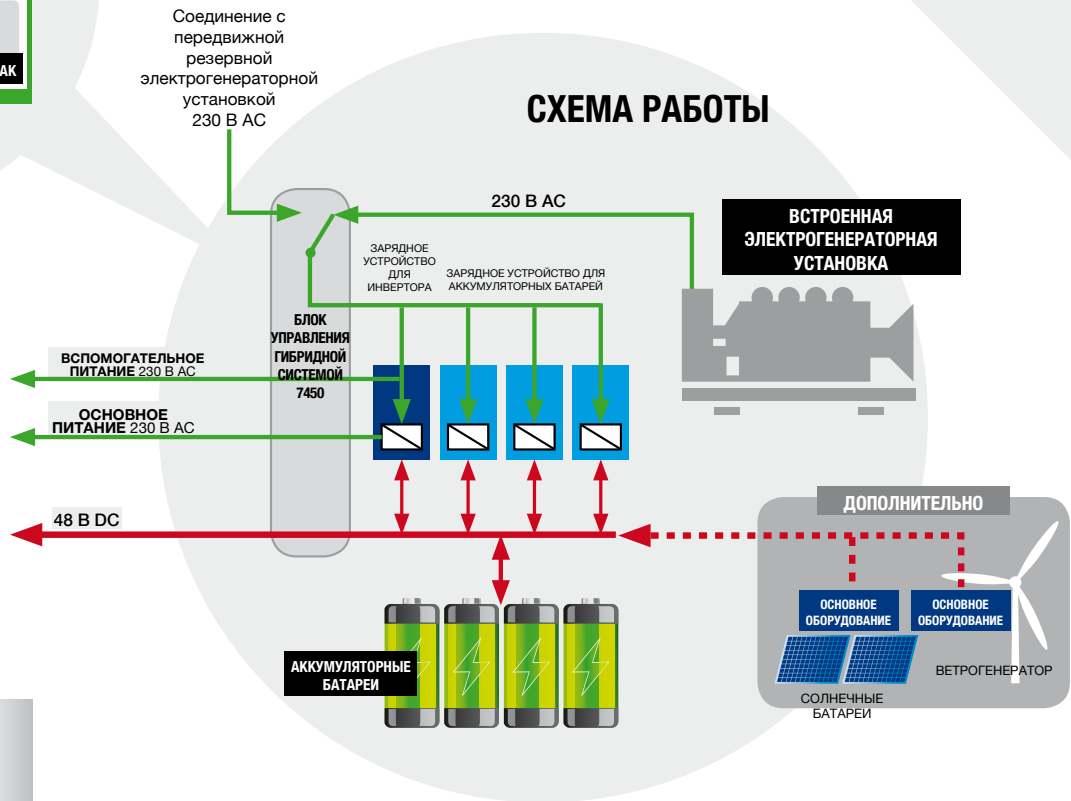 АК
Соединение с
передвижной
резервной
электрогенераторной
установкой
230 В AC
СХЕМА РАБОТЫ
230 В AC
ВСТРОЕННАЯ
ЭЛЕКТРОГЕНЕРАТОРНАЯ
УСТАНОВКА
ЗАРЯДНОЕ
УСТРОЙСТВО
ДЛЯ
ИНВЕРТОРА
ЗАРЯДНОЕ УСТРОЙСТВО ДЛЯ
АККУМУЛЯТОРНЫХ БАТАРЕЙ
БЛОК
УПРАВЛЕНИЯ
ГИБРИДНОЙ
СИСТЕМОЙ
7450
ВСПОМОГАТЕЛЬНОЕ
ПИТАНИЕ 230 В AC
ОСНОВНОЕ
ПИТАНИЕ 230 В AC
48 В DC
ДОПОЛНИТЕЛЬНО
ОСНОВНОЕ
ОБОРУДОВАНИЕ
ОСНОВНОЕ
ОБОРУДОВАНИЕ
ВЕТРОГЕНЕРАТОР
СОЛНЕЧНЫЕ
БАТАРЕИ
АККУМУЛЯТОРНЫЕ
БАТАРЕИ